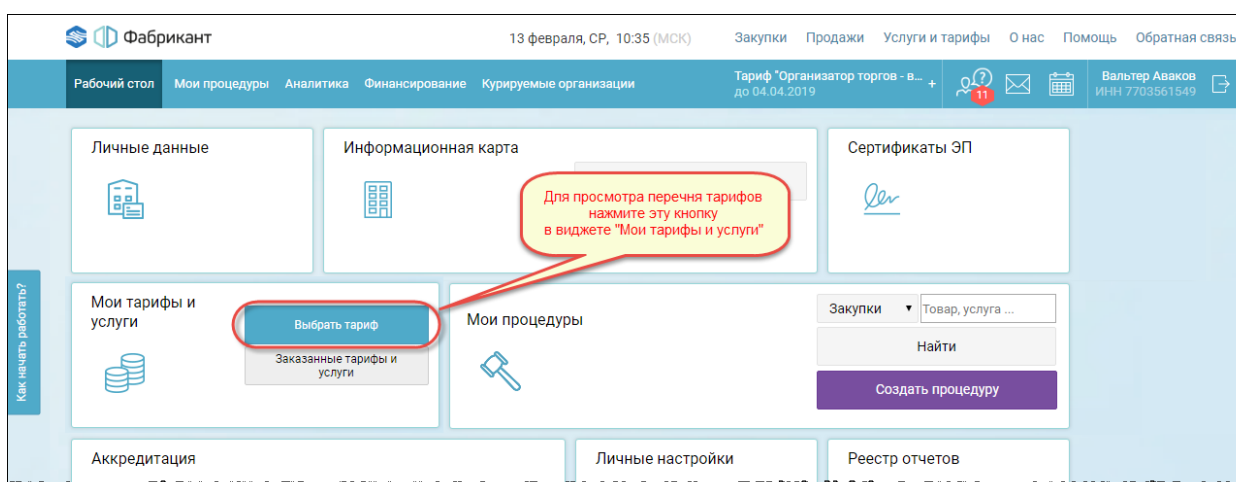 Фабрикант
13 февраля, СР, 10:35 (МСК)
Закупки Продажи Услуги и тарифы О нас Помощь Обратная связь
Рабочий стол Мои процедуры Аналитика Финансирование Курируемые организации
Тариф "Организатор торгов - в... +
до 04.04.2019
11
Вальтер Аваков
ИНН 7703561549
Личные данные
Информационная карта
Сертификаты ЭП
Для просмотра перечня тарифов
нажмите эту кнопку
в виджете "Мои тарифы и услуги"
Как начать работать?
Мои тарифы и
услуги
Выбрать тариф
Заказанные тарифы и
услуги
Мои процедуры
Закупки
Товар, услуга ...
Найти
Создать процедуру
Аккредитация
Личные настройки
Реестр отчетов